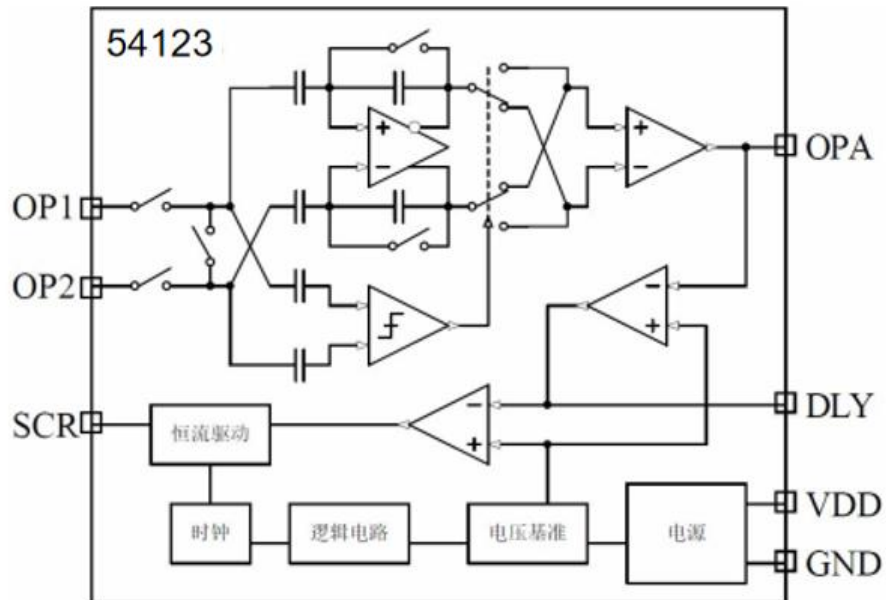 54123
OP1
OP2
SCR
OPA
DLY
VDD
GND
+
−
+
−
−
+
−
+
恒流驱动
时钟
逻辑电路
电压基准
电源